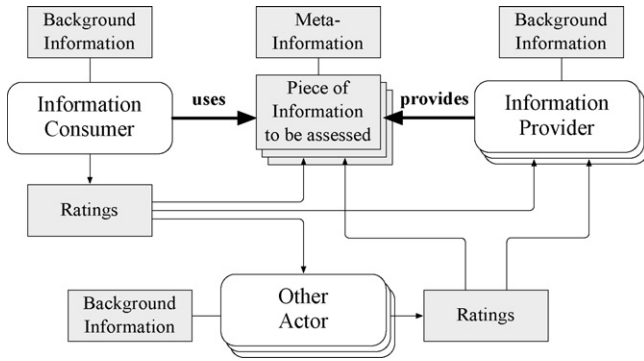 Background
Information
Meta-
Information
Background
Information
Information
Consumer
uses
Piece of
Information
to be assessed
provides
Information
Provider
Ratings
Background
Information
Other
Actor
Ratings